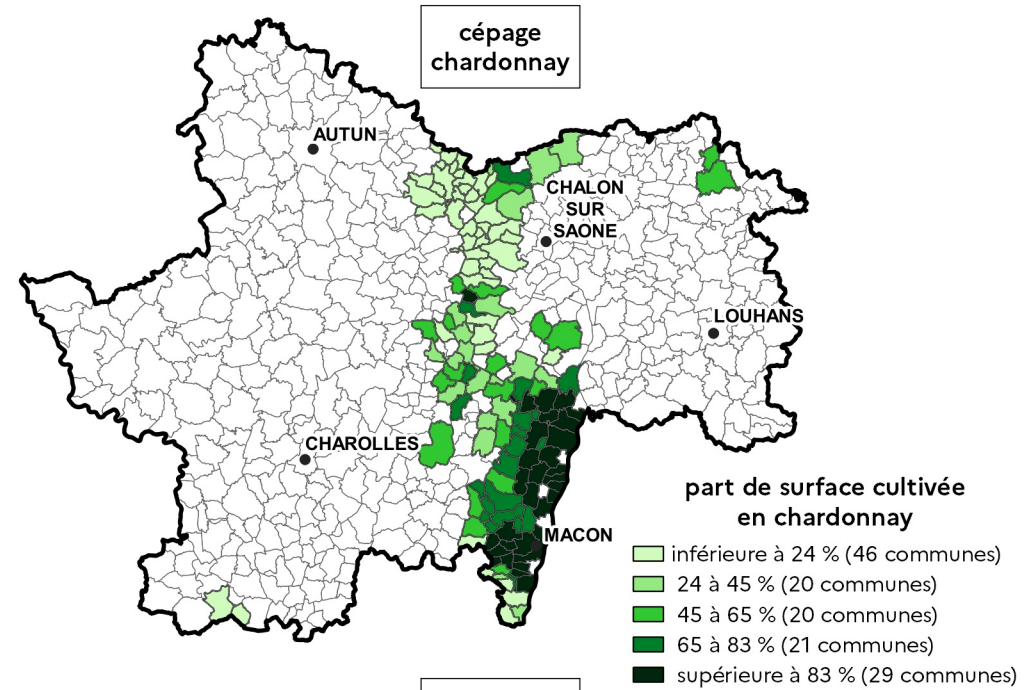 cépage
chardonnay
AUTUN
CHALON
SUR
SAONE
LOUHANS
CHAROLLES
MACON
part de surface cultivée
en chardonnay
inférieure à 24 % (46 communes)
24 à 45 % (20 communes)
45 à 65 % (20 communes)
65 à 83 % (21 communes)
supérieure à 83 % (29 communes)